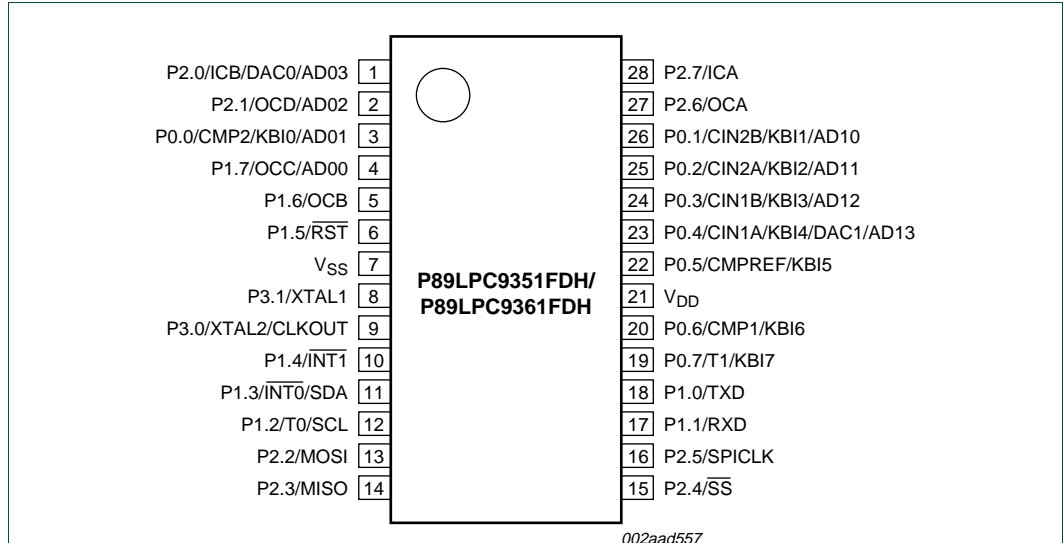 P2.0/ICB/DAC0/AD03 1
P2.1/OCD/AD02 2
P0.0/CMP2/KBI0/AD01 3
P1.7/OCC/AD00 4
P1.6/OCB 5
P1.5/R̅S̅T̅ 6
VSS 7
P3.1/XTAL1 8
P3.0/XTAL2/CLKOUT 9
P1.4/I̅N̅T̅1̅ 10
P1.3/I̅N̅T̅0̅/SDA 11
P1.2/T0/SCL 12
P2.2/MOSI 13
P2.3/MISO 14
P89LPC9351FDH/
P89LPC9361FDH
28 P2.7/ICA
27 P2.6/OCA
26 P0.1/CIN2B/KBI1/AD10
25 P0.2/CIN2A/KBI2/AD11
24 P0.3/CIN1B/KBI3/AD12
23 P0.4/CIN1A/KBI4/DAC1/AD13
22 P0.5/CMPREF/KBI5
21 VDD
20 P0.6/CMP1/KBI6
19 P0.7/T1/KBI7
18 P1.0/TXD
17 P1.1/RXD
16 P2.5/SPICLK
15 P2.4/S̅S̅
002aad557